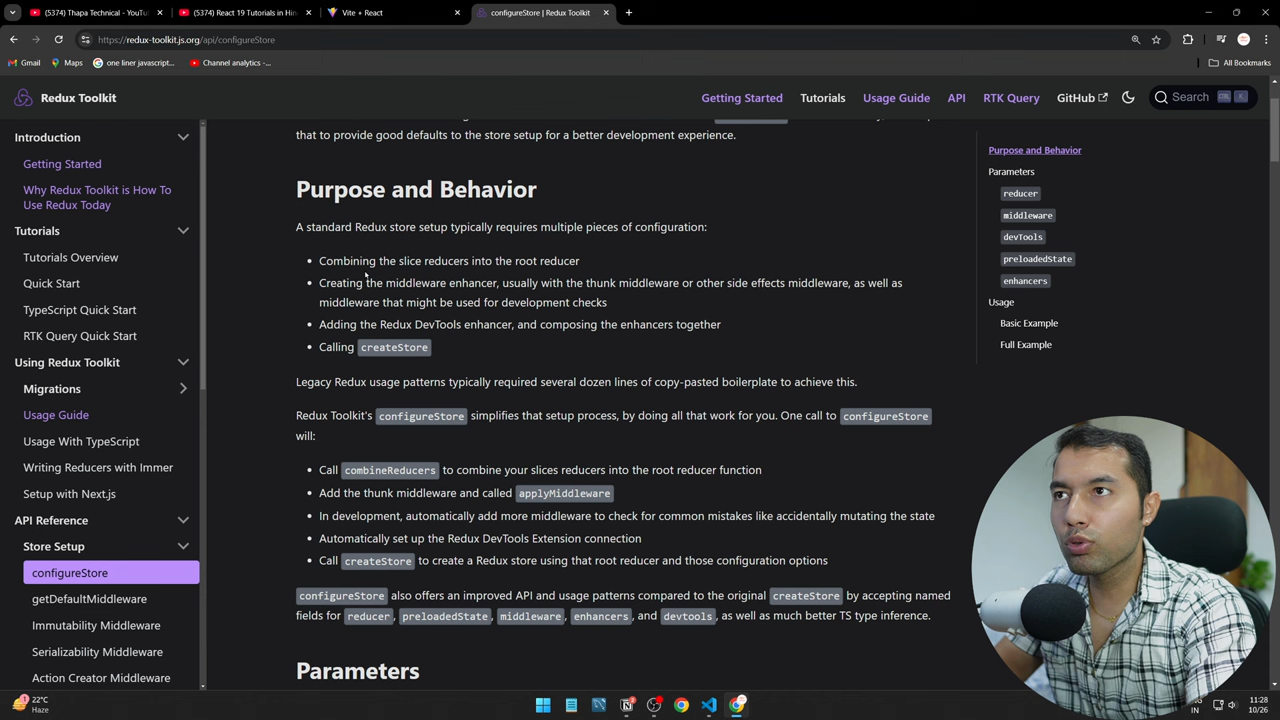 (5374) Thapa Technical - YouTu
(5374) React 19 Tutorials in Hin
Vite + React
configureStore | Redux Toolkit
https://redux-toolkit.js.org/api/configureStore
Gmail
Maps
one liner javascript...
Channel analytics -...
All Bookmarks
Redux Toolkit
Getting Started
Tutorials
Usage Guide
API
RTK Query
GitHub
Search
CTRL
K
Introduction
Getting Started
Why Redux Toolkit is How To
Use Redux Today
Tutorials
Tutorials Overview
Quick Start
TypeScript Quick Start
RTK Query Quick Start
Using Redux Toolkit
Migrations
Usage Guide
Usage With TypeScript
Writing Reducers with Immer
Setup with Next.js
API Reference
Store Setup
configureStore
getDefaultMiddleware
Immutability Middleware
Serializability Middleware
Action Creator Middleware
that to provide good defaults to the store setup for a better development experience.
Purpose and Behavior
A standard Redux store setup typically requires multiple pieces of configuration:
Combining the slice reducers into the root reducer
Creating the middleware enhancer, usually with the thunk middleware or other side effects middleware, as well as
middleware that might be used for development checks
Adding the Redux DevTools enhancer, and composing the enhancers together
Calling createStore
Legacy Redux usage patterns typically required several dozen lines of copy-pasted boilerplate to achieve this.
Redux Toolkit's configureStore simplifies that setup process, by doing all that work for you. One call to configureStore
will:
Call combineReducers to combine your slices reducers into the root reducer function
Add the thunk middleware and called applyMiddleware
In development, automatically add more middleware to check for common mistakes like accidentally mutating the state
Automatically set up the Redux DevTools Extension connection
Call createStore to create a Redux store using that root reducer and those configuration options
configureStore also offers an improved API and usage patterns compared to the original createStore by accepting named
fields for reducer, preloadedState, middleware, enhancers, and devtools, as well as much better TS type inference.
Parameters
Purpose and Behavior
Parameters
reducer
middleware
devTools
preloadedState
enhancers
Usage
Basic Example
Full Example
22°C
Haze
ENG
IN
11:28
10/26